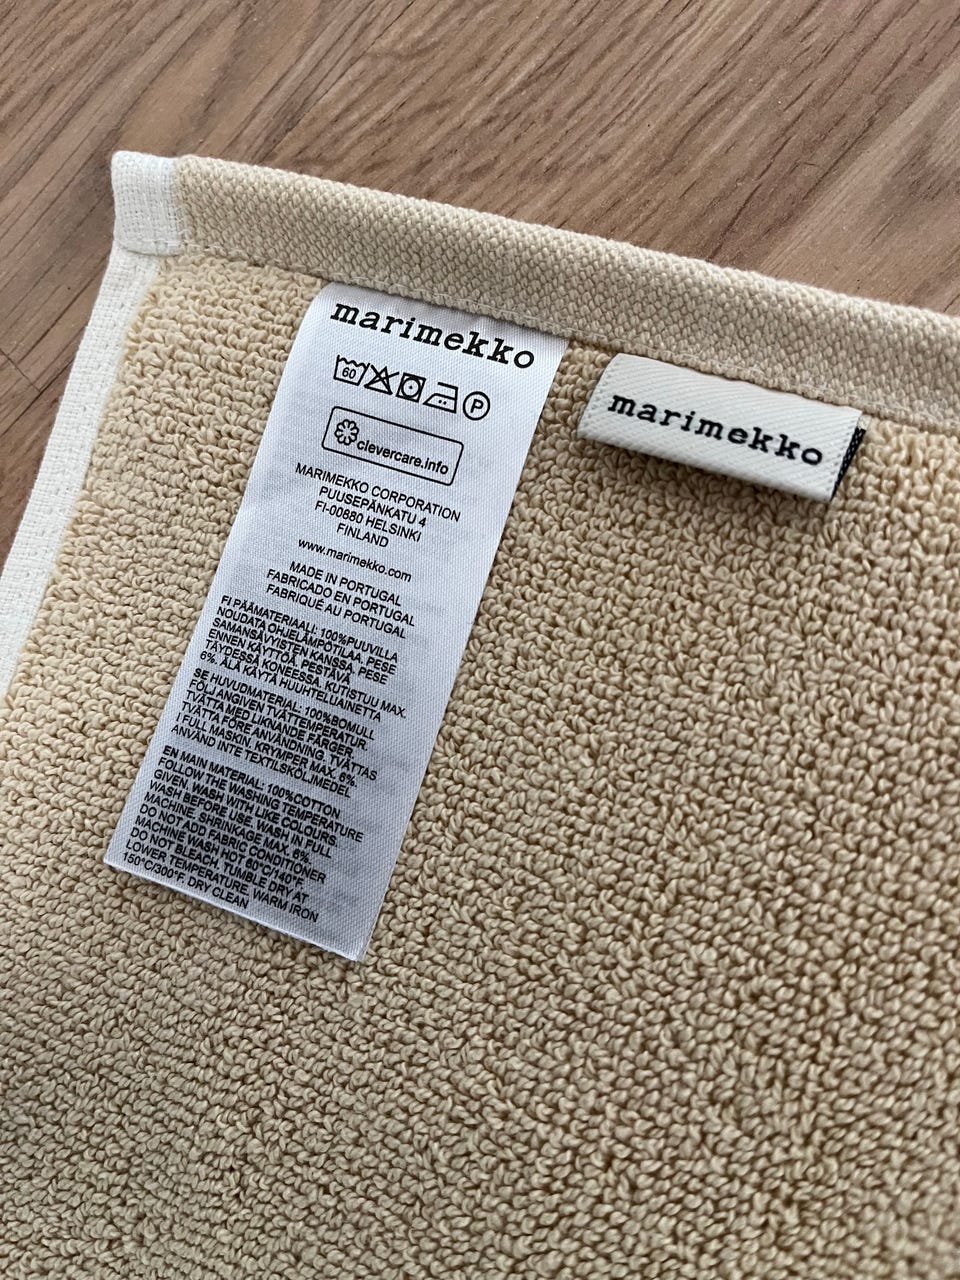 marimekko
60 P
clevercare.info
MARIMEKKO CORPORATION
PUUSEPÄNKATU 4
FI-00880 HELSINKI
FINLAND
www.marimekko.com
MADE IN PORTUGAL
FABRICADO EN PORTUGAL
FABRIQUÉ AU PORTUGAL
FI PÄÄMATERIAALI: 100%PUUVILLA
NOUDATA OHJELÄMPÖTILAA. PESE
SAMANSÄVYISTEN KANSSA. PESE
ENNEN KÄYTTÖÄ. PESTÄVÄ
TÄYDESSÄ KONEESSA. KUTISTUU MAX.
6%. ÄLÄ KÄYTÄ HUUHTELUAINETTA
SE HUVUDMATERIAL: 100%BOMULL
FÖLJ ANGIVEN TVÄTTEMPERATUR.
TVÄTTA MED LIKNANDE FÄRGER.
TVÄTTA FÖRE ANVÄNDNING. TVÄTTAS
I FULL MASKIN. KRYMPER MAX. 6%.
ANVÄND INTE TEXTILSKÖLJMEDEL
EN MAIN MATERIAL: 100%COTTON
FOLLOW THE WASHING TEMPERATURE
GIVEN. WASH WITH LIKE COLOURS.
WASH BEFORE USE. WASH IN FULL
MACHINE. SHRINKAGE MAX. 6%.
DO NOT ADD FABRIC CONDITIONER
MACHINE WASH HOT 60°C/140°F.
DO NOT BLEACH. TUMBLE DRY AT
LOWER TEMPERATURE. WARM IRON
150°C/300°F. DRY CLEAN
marimekko